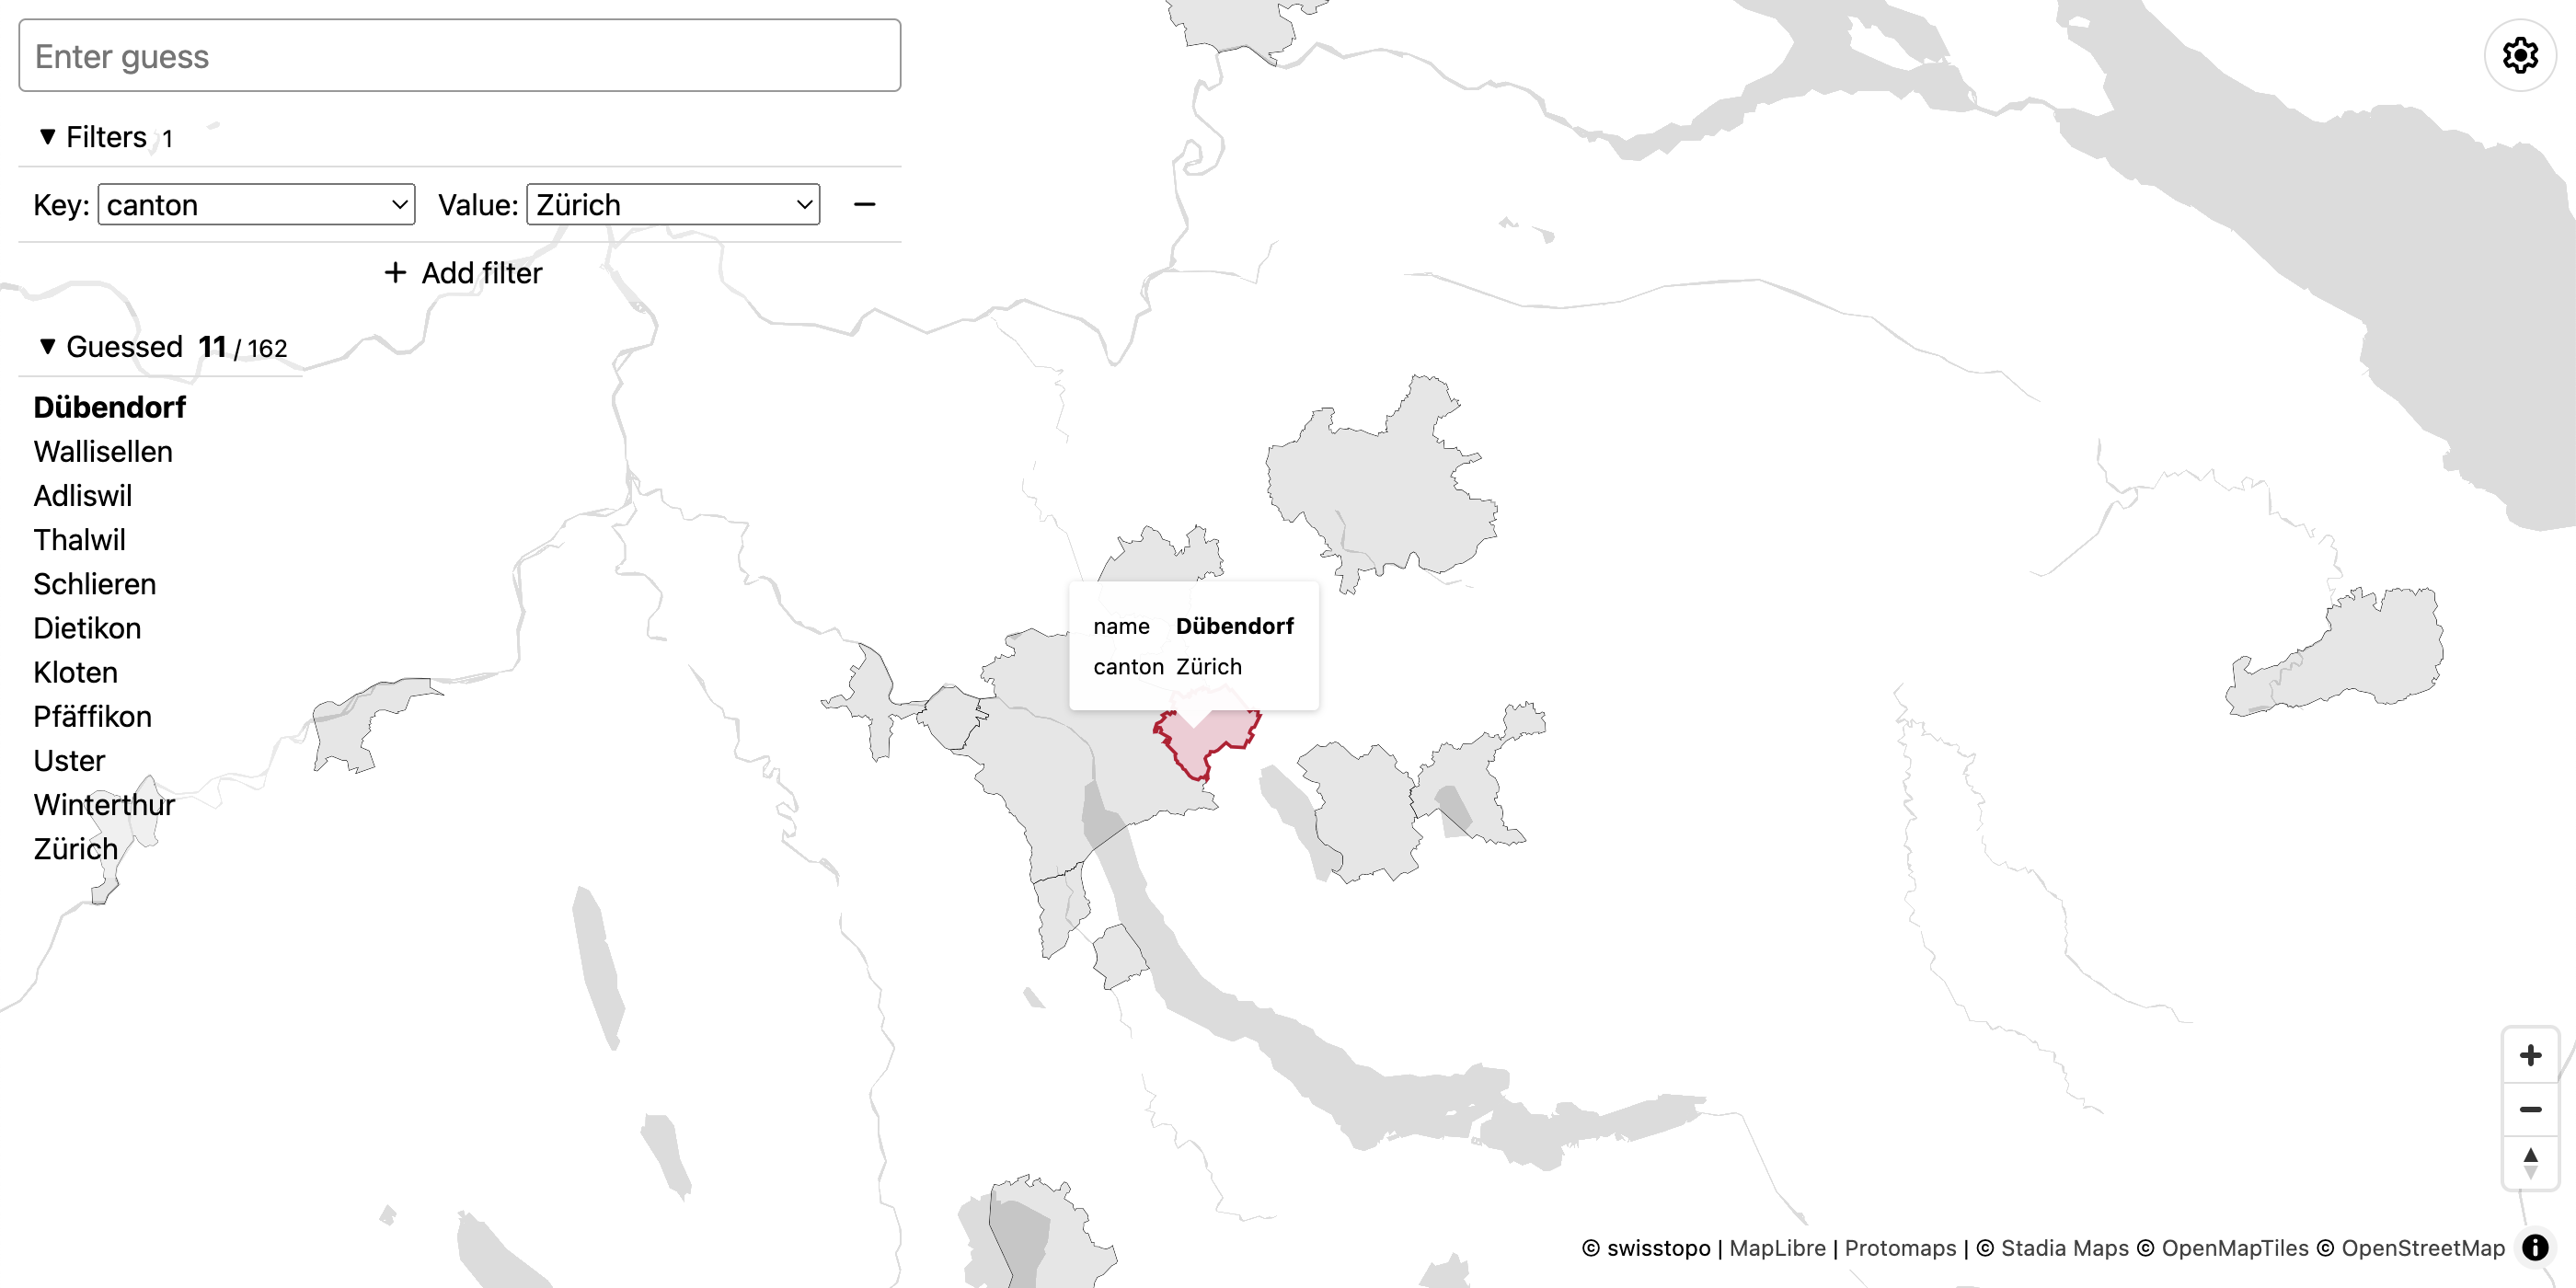 Enter guess
▼ Filters 1
Key: canton Value: Zürich −
+ Add filter
▼ Guessed 11 / 162
Dübendorf
Wallisellen
Adliswil
Thalwil
Schlieren
Dietikon
Kloten
Pfäffikon
Uster
Winterthur
Zürich
name Dübendorf
canton Zürich
© swisstopo | MapLibre | Protomaps | © Stadia Maps © OpenMapTiles © OpenStreetMap